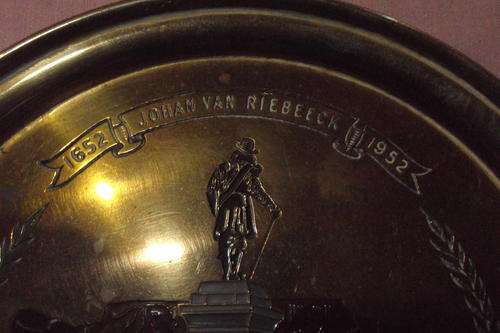 1652 JOHAN VAN RIEBEECK 1952